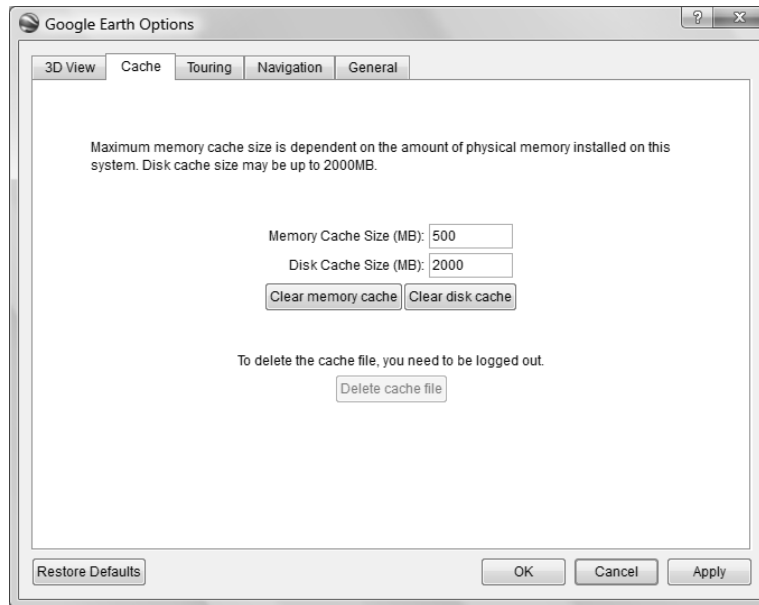 Google Earth Options
? X
3D View Cache Touring Navigation General
Maximum memory cache size is dependent on the amount of physical memory installed on this
system. Disk cache size may be up to 2000MB.
Memory Cache Size (MB): 500
Disk Cache Size (MB): 2000
Clear memory cache Clear disk cache
To delete the cache file, you need to be logged out.
Delete cache file
Restore Defaults OK Cancel Apply